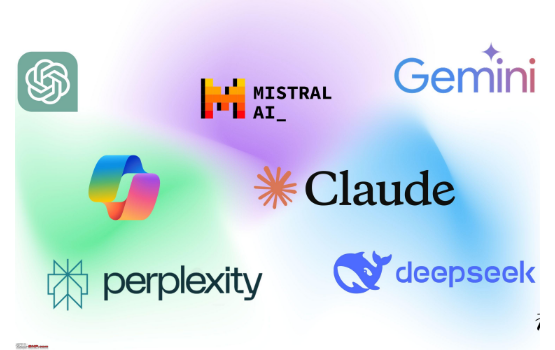 Gemini
MISTRAL
AI_
Claude
perplexity
deepseek